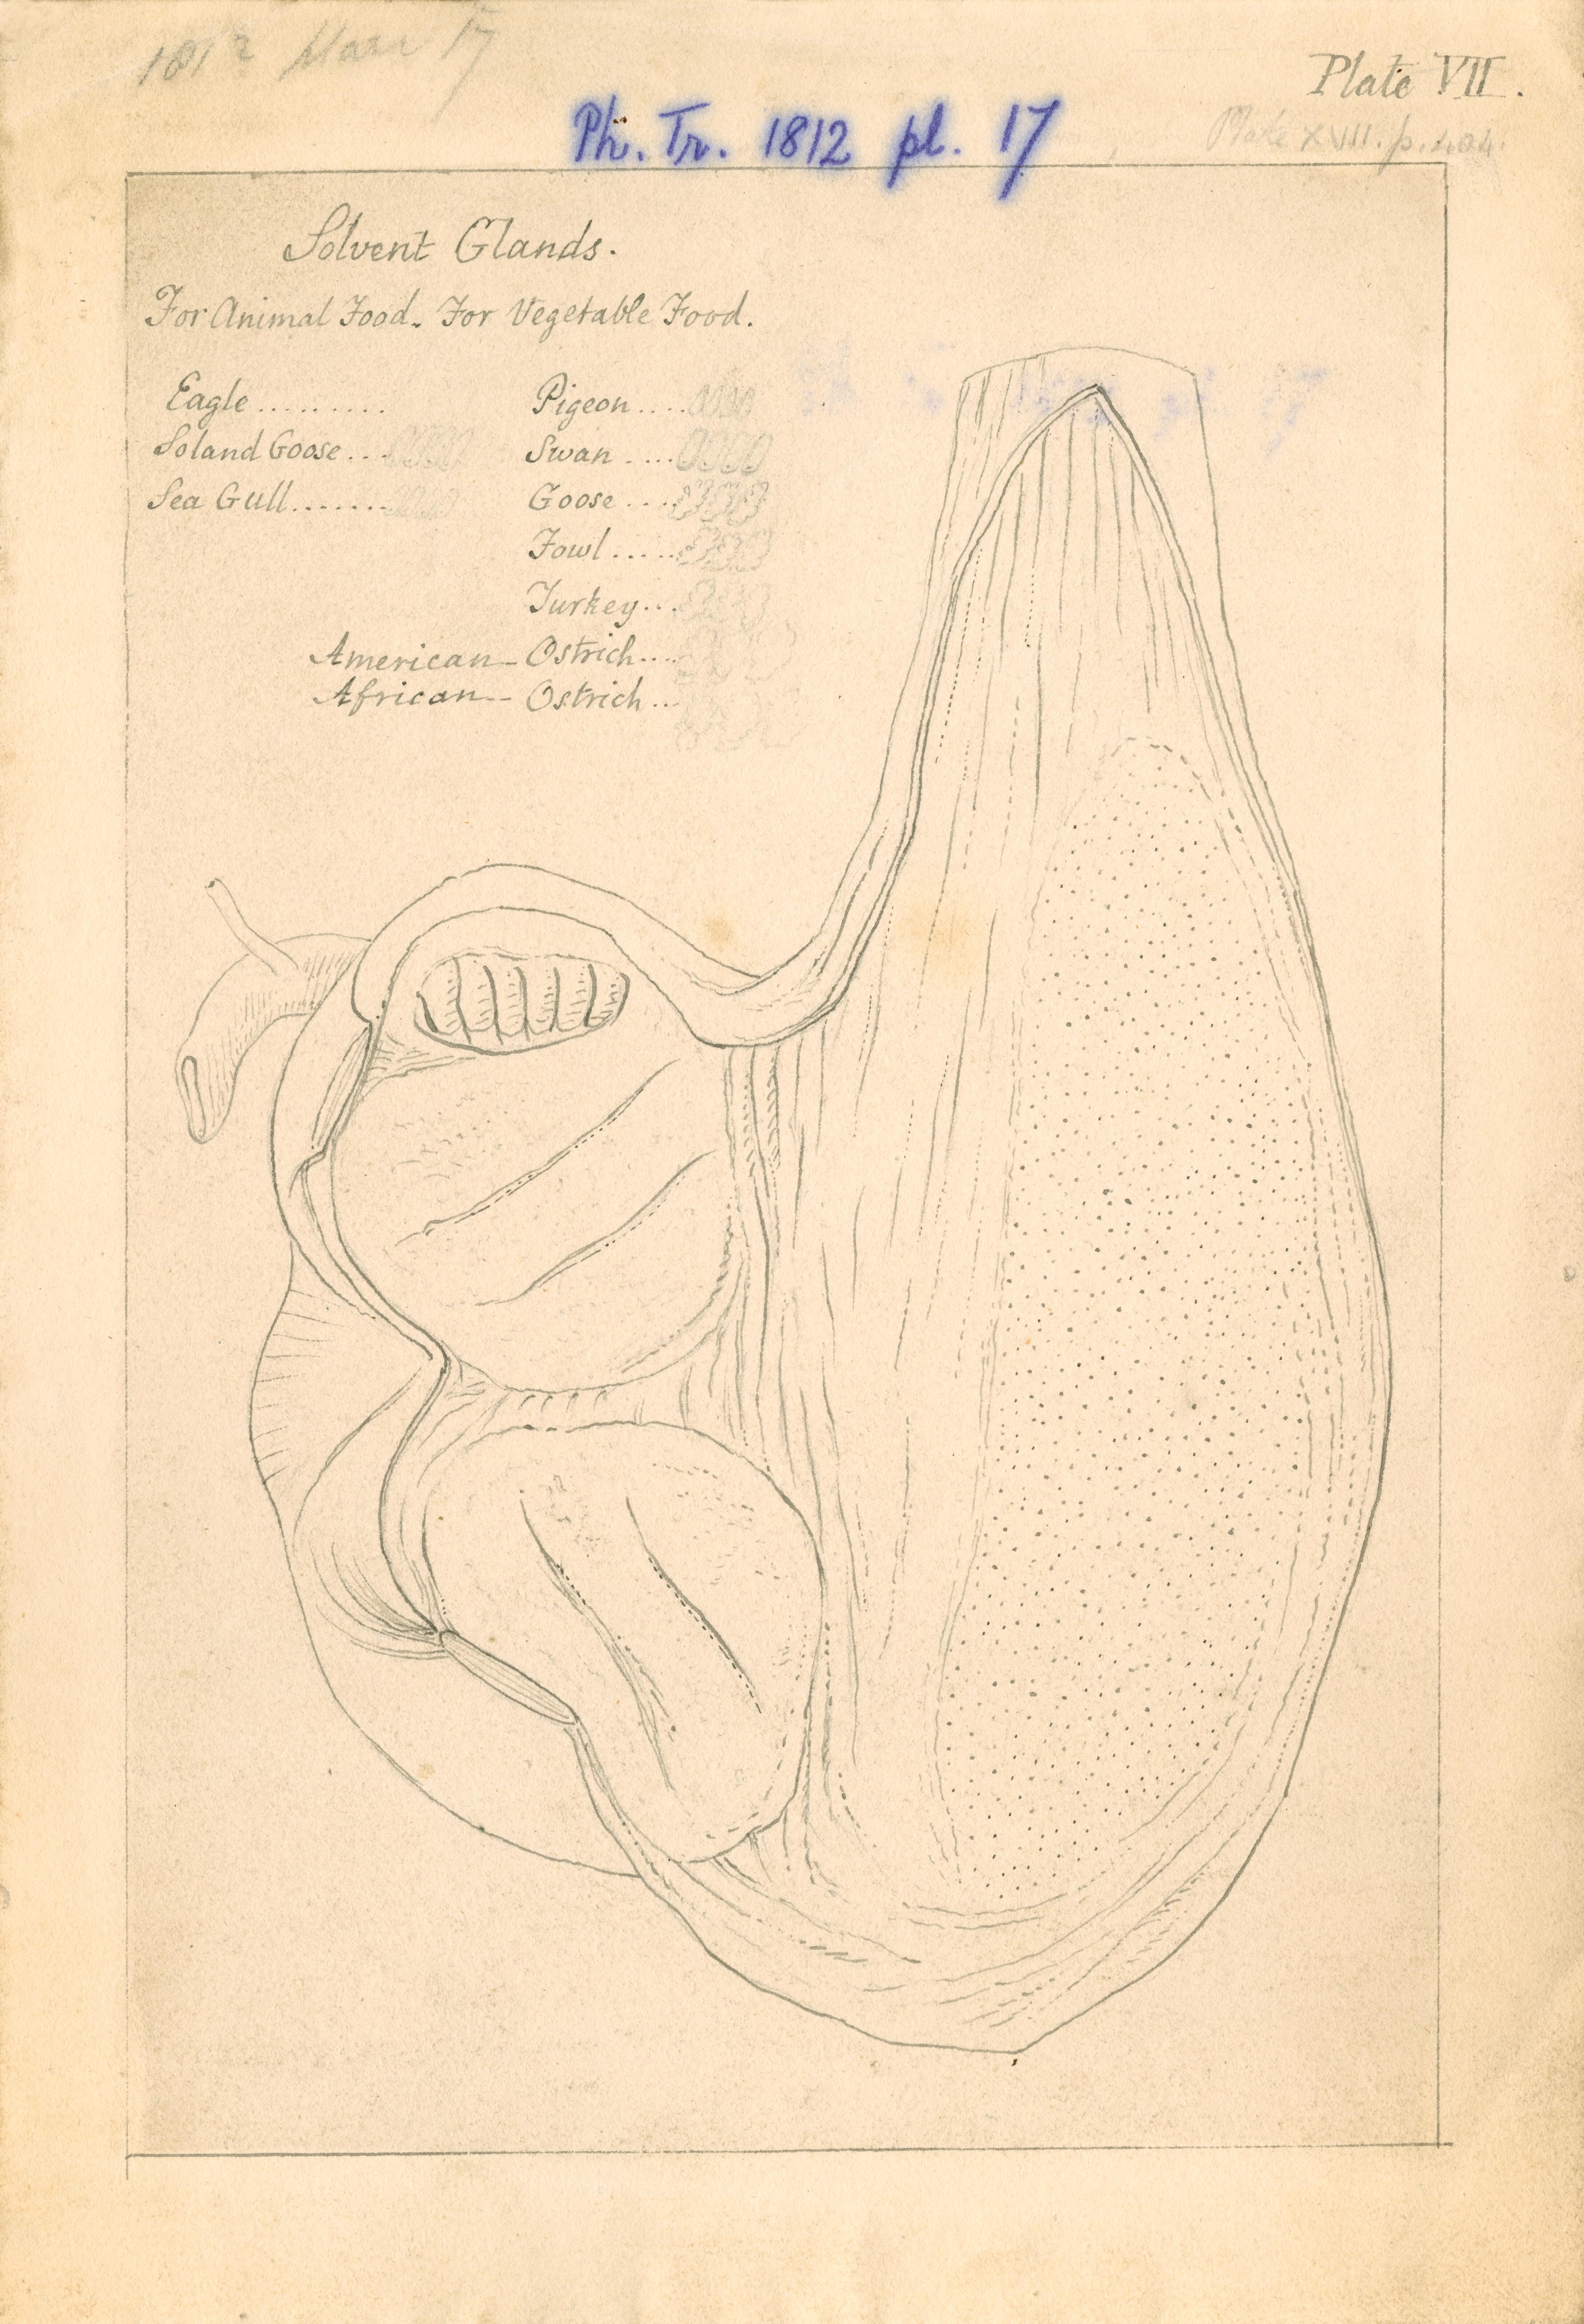 1812 Mar 17
Plate VII.
Ph. Tr. 1812 pl. 17
Plate XVII. p. 404.
Solvent Glands.
For Animal Food. For Vegetable Food.
Eagle.......... Pigeon....
Soland Goose... Swan.....
Sea Gull........ Goose....
Fowl......
Turkey...
American- Ostrich....
African-- Ostrich...